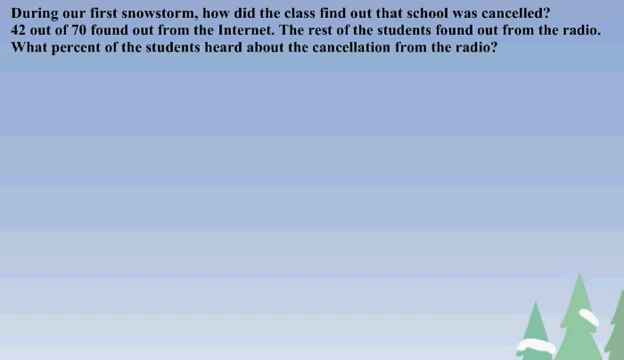 During our first snowstorm, how did the class find out that school was cancelled?
42 out of 70 found out from the Internet. The rest of the students found out from the radio.
What percent of the students heard about the cancellation from the radio?